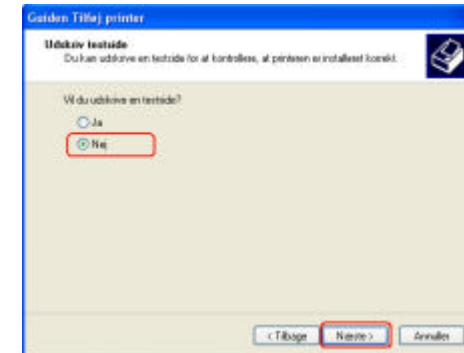 Guiden Tilføj printer
Udskriv testside
Du kan udskrive en testside for at kontrollere, at printeren er installeret korrekt.
Vil du udskrive en testside?
Ja
Nej
< Tilbage Næste > Annuller